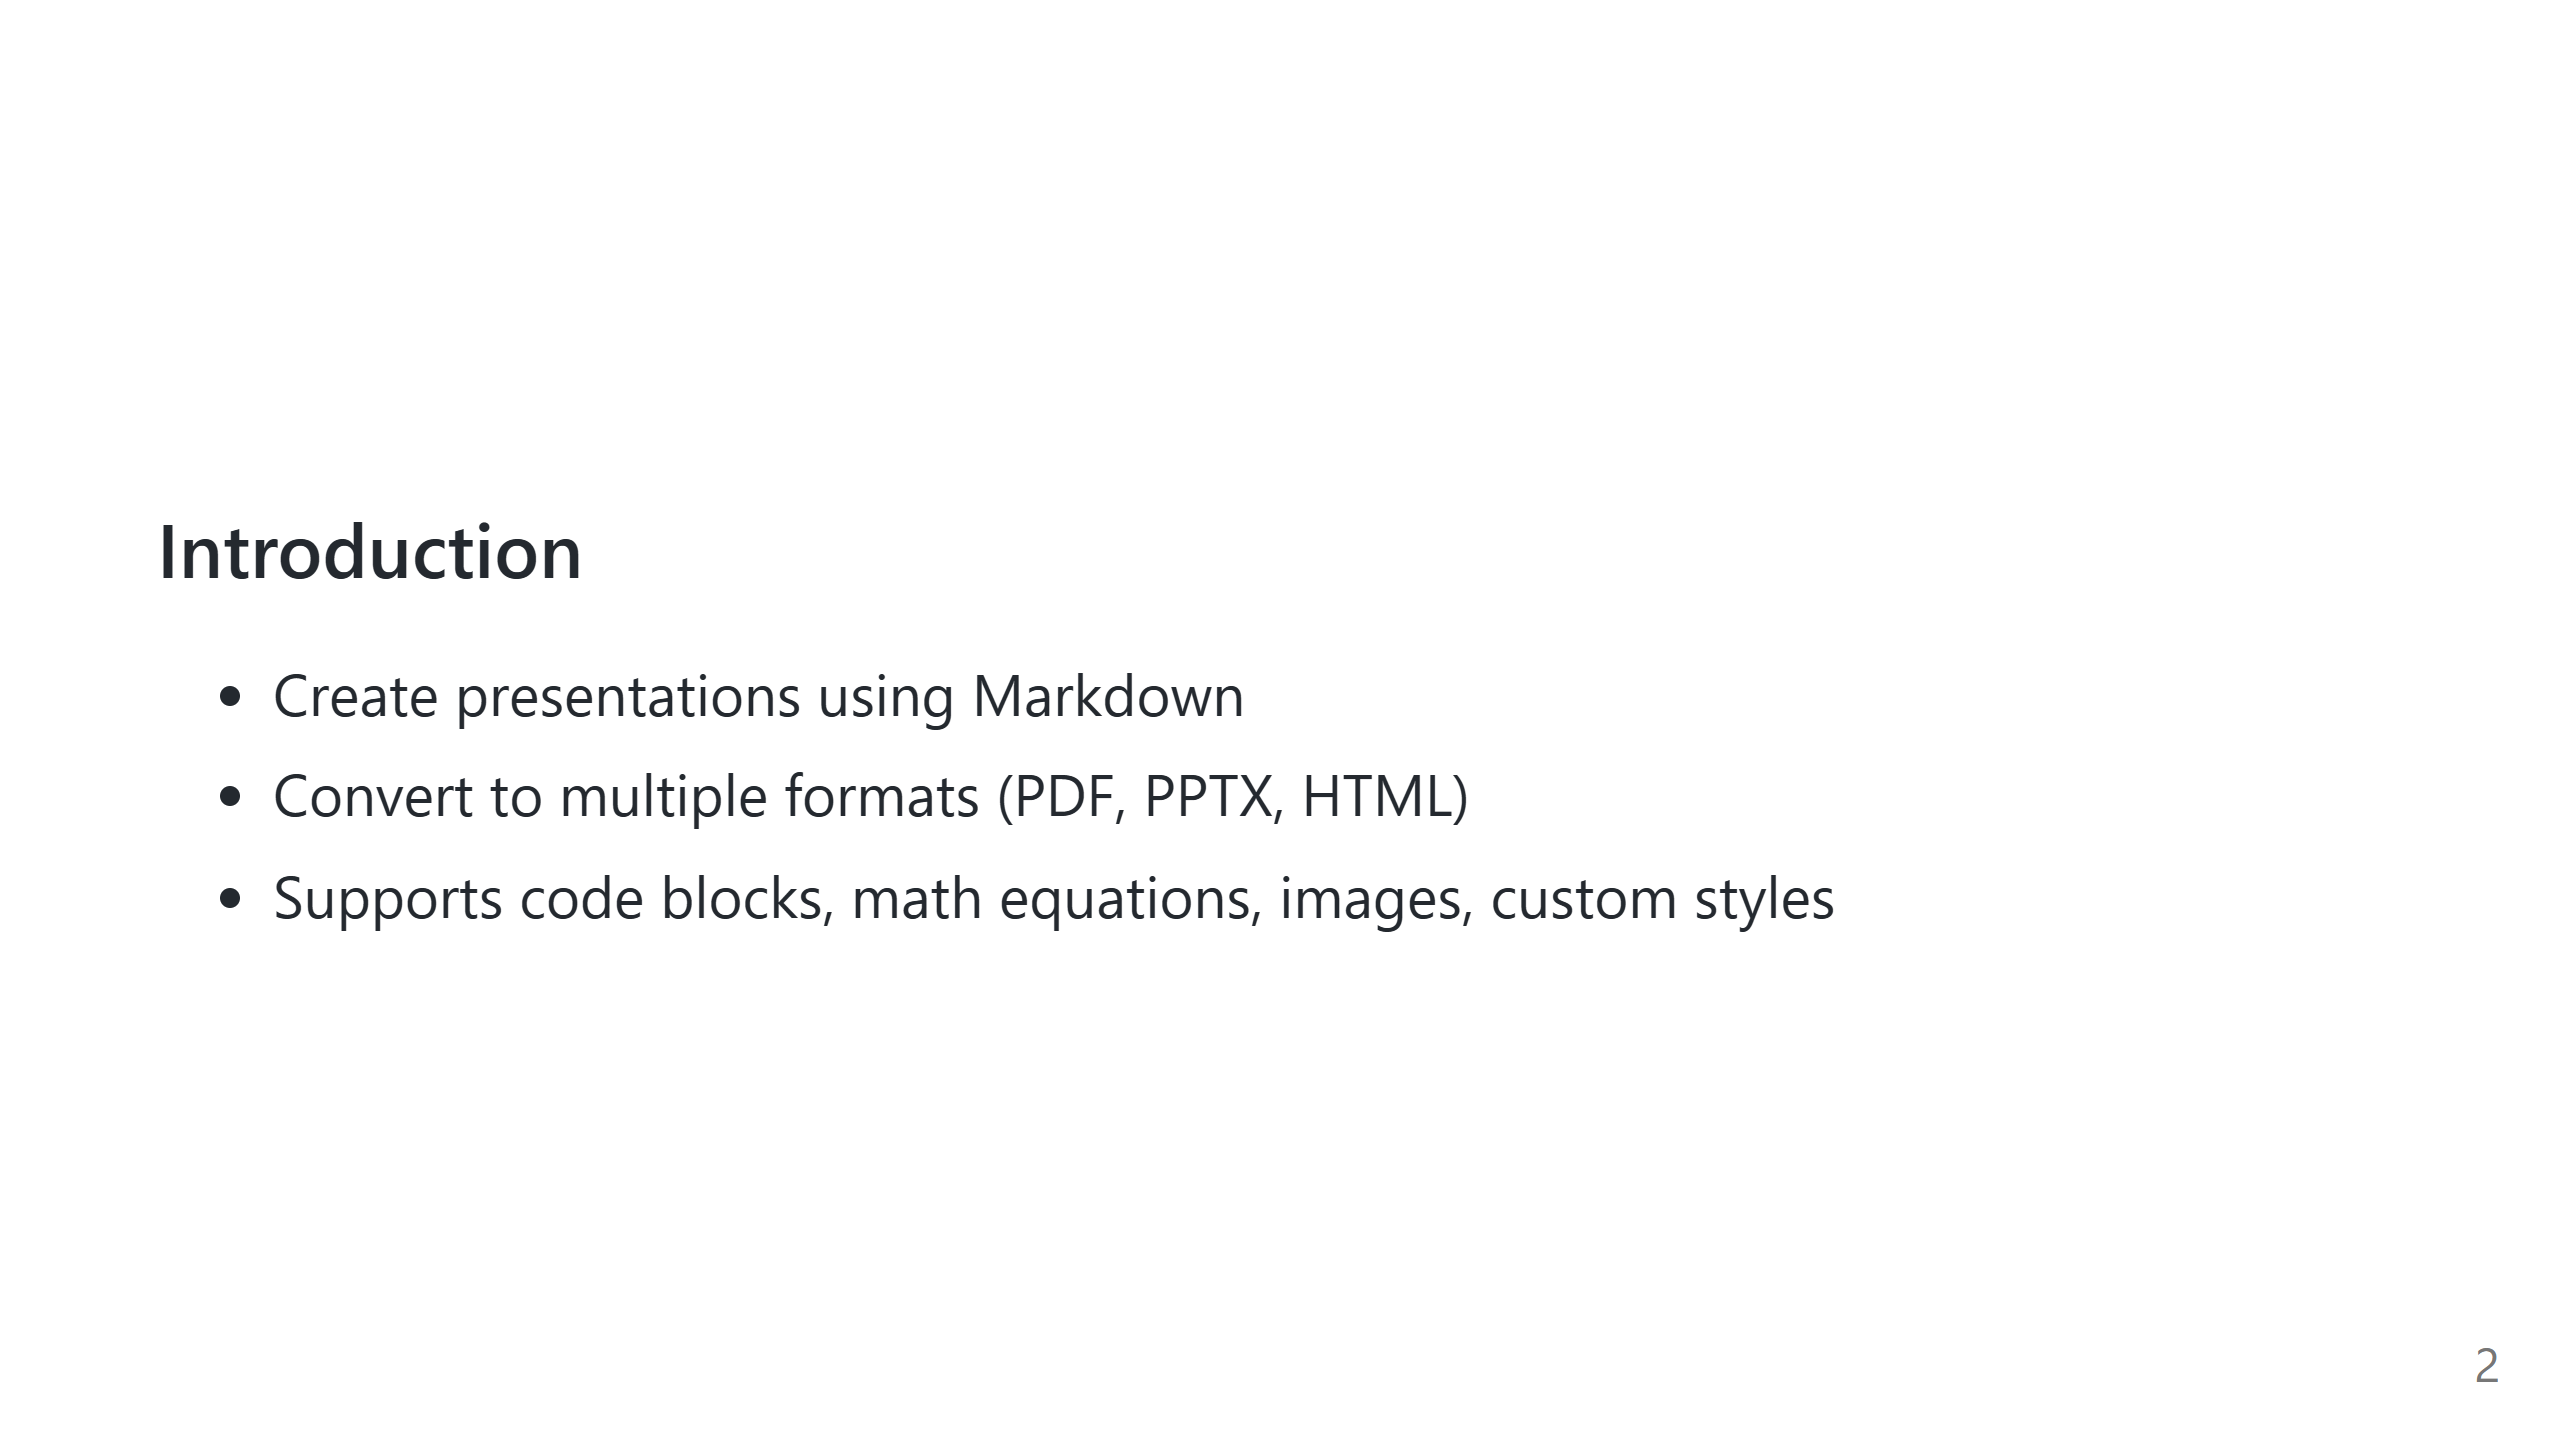 Introduction
• Create presentations using Markdown
• Convert to multiple formats (PDF, PPTX, HTML)
• Supports code blocks, math equations, images, custom styles
2